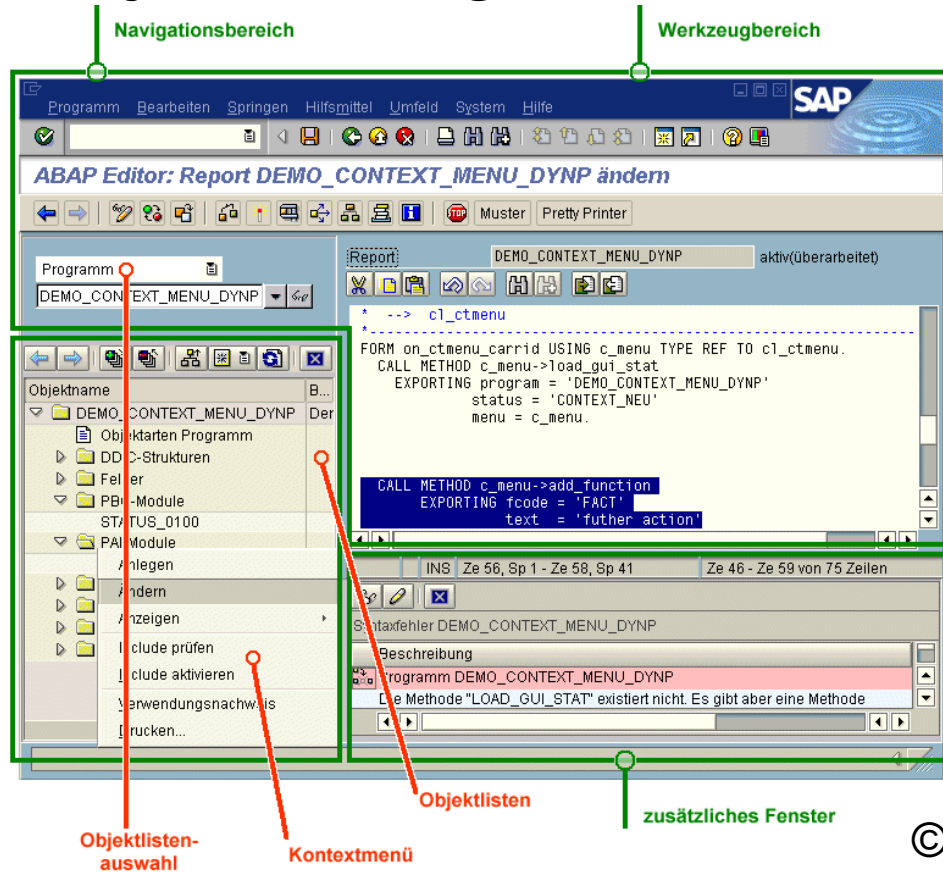 Navigationsbereich
Werkzeugbereich
Programm Bearbeiten Springen Hilfsmittel Umfeld System Hilfe
SAP
ABAP Editor: Report DEMO_CONTEXT_MENU_DYNP ändern
STOP Muster Pretty Printer
Programm
DEMO_CONTEXT_MENU_DYNP
Report DEMO_CONTEXT_MENU_DYNP aktiv(überarbeitet)
* --> cl_ctmenu
*----------------------------------------------------------------
FORM on_ctmenu_carrid USING c_menu TYPE REF TO cl_ctmenu.
CALL METHOD c_menu->load_gui_stat
EXPORTING program = 'DEMO_CONTEXT_MENU_DYNP'
status = 'CONTEXT_NEU'
menu = c_menu.
CALL METHOD c_menu->add_function
EXPORTING fcode = 'FACT'
text = 'futher action'
INS Ze 56, Sp 1 - Ze 58, Sp 41 Ze 46 - Ze 59 von 75 Zeilen
Objektname B...
DEMO_CONTEXT_MENU_DYNP Der
Objektarten Programm
DDIC-Strukturen
Felder
PBO-Module
STATUS_0100
PAI-Module
Anlegen
Ändern
Anzeigen
Include prüfen
Include aktivieren
Verwendungsnachweis
Drucken...
Syntaxfehler DEMO_CONTEXT_MENU_DYNP
Beschreibung
Programm DEMO_CONTEXT_MENU_DYNP
Die Methode "LOAD_GUI_STAT" existiert nicht. Es gibt aber eine Methode
Objektlisten
zusätzliches Fenster
Objektlisten-
auswahl
Kontextmenü
©